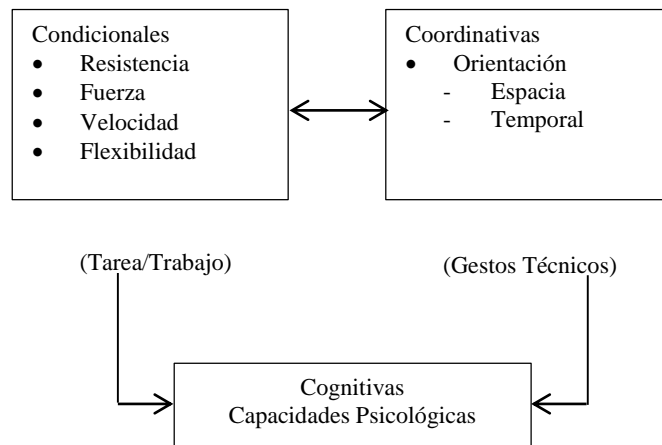 Condicionales
• Resistencia
• Fuerza
• Velocidad
• Flexibilidad
Coordinativas
• Orientación
- Espacia
- Temporal
(Tarea/Trabajo)
(Gestos Técnicos)
Cognitivas
Capacidades Psicológicas